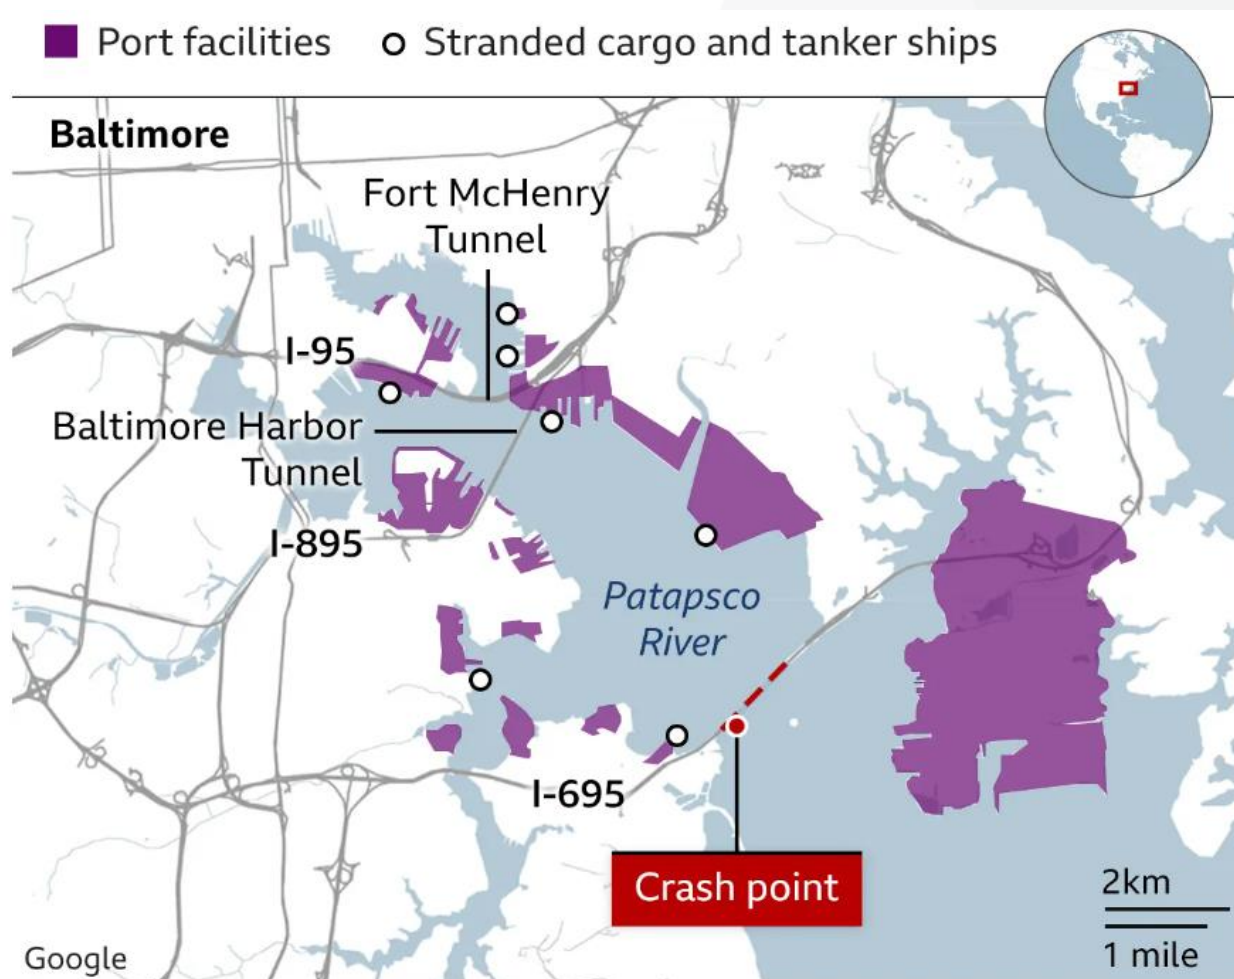 Port facilities
Stranded cargo and tanker ships
Baltimore
Fort McHenry
Tunnel
I-95
Baltimore Harbor
Tunnel
I-895
Patapsco
River
I-695
Crash point
2km
1 mile
Google